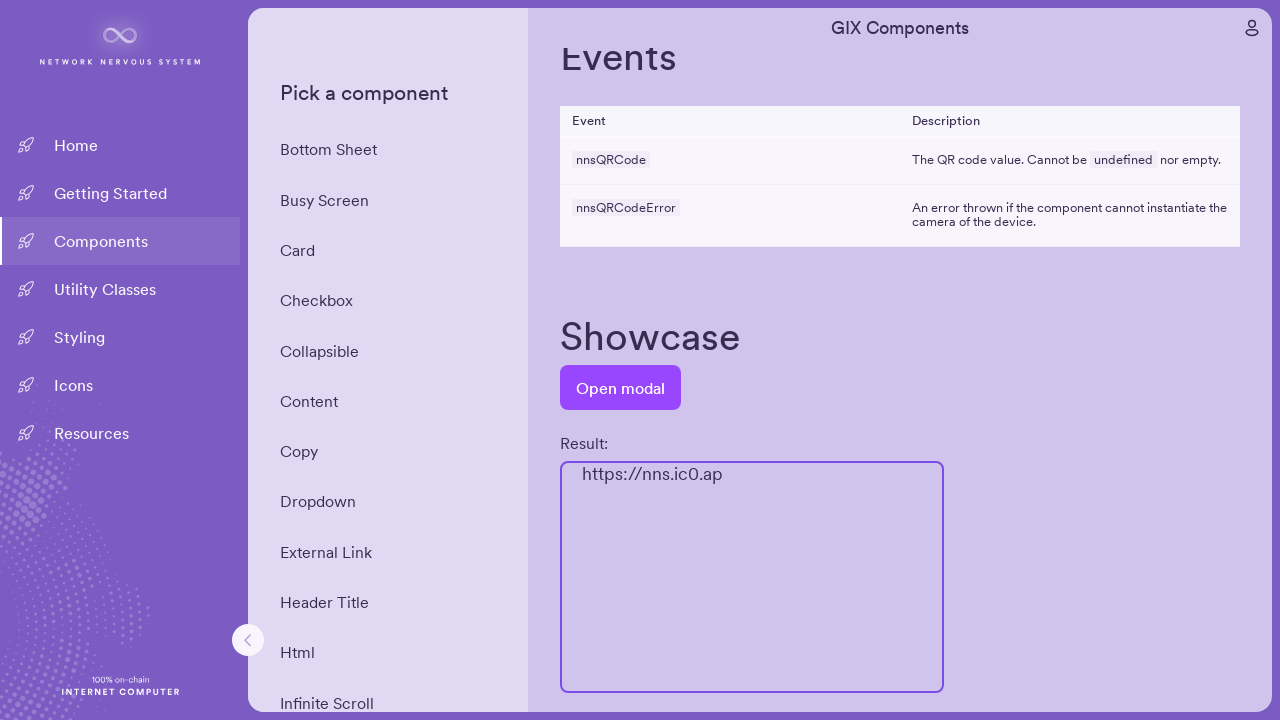 NETWORK NERVOUS SYSTEM
Home
Getting Started
Components
Utility Classes
Styling
Icons
Resources
100% on-chain
INTERNET COMPUTER
Pick a component
Bottom Sheet
Busy Screen
Card
Checkbox
Collapsible
Content
Copy
Dropdown
External Link
Header Title
Html
Infinite Scroll
GIX Components
Events
Event Description
nnsQRCode The QR code value. Cannot be undefined nor empty.
nnsQRCodeError An error thrown if the component cannot instantiate the
camera of the device.
Showcase
Open modal
Result:
https://nns.ic0.ap